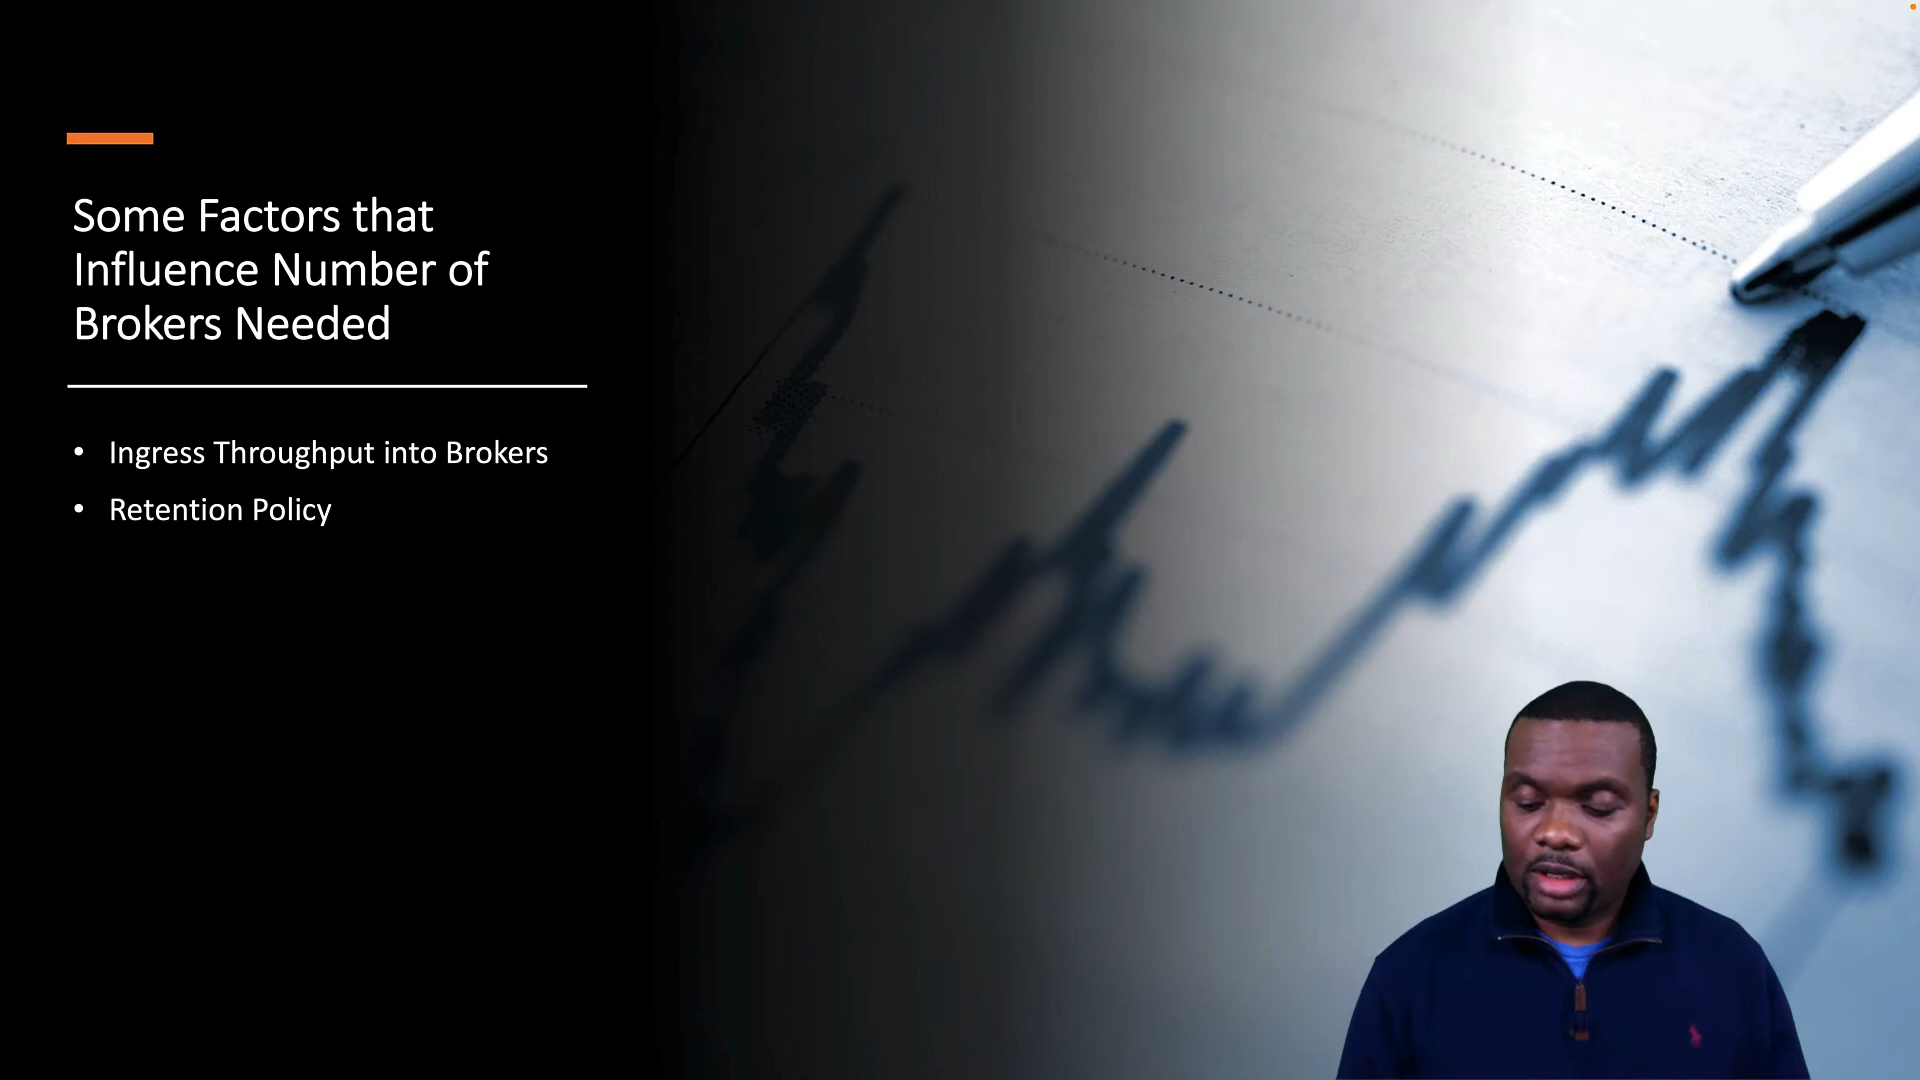 Some Factors that
Influence Number of
Brokers Needed
• Ingress Throughput into Brokers
• Retention Policy